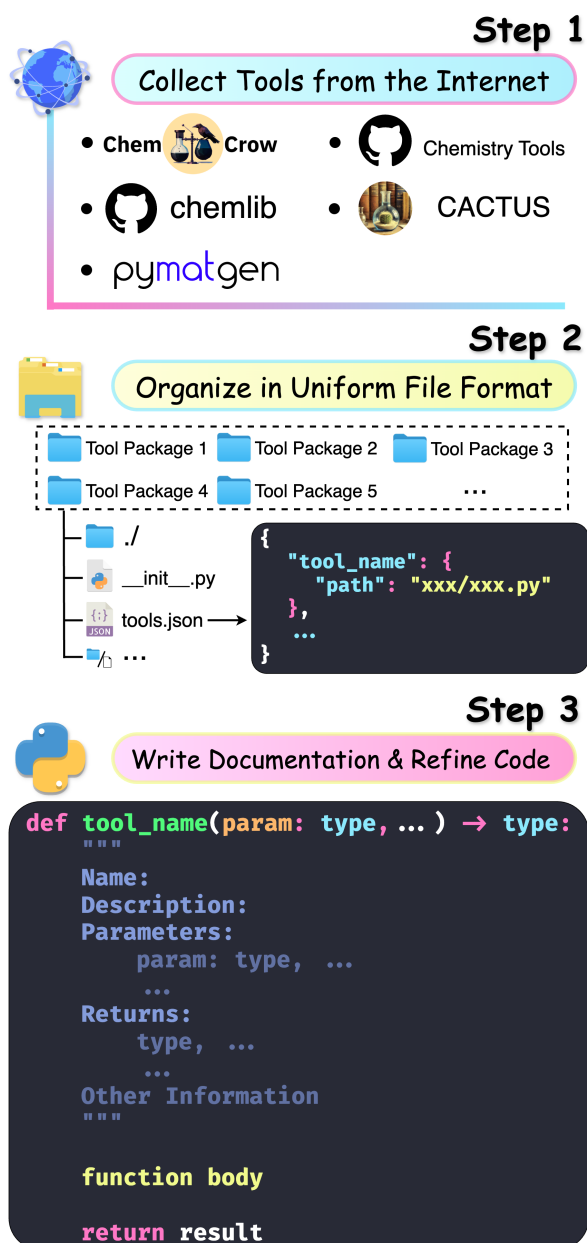 Step 1
Collect Tools from the Internet
• Chem Crow
• Chemistry Tools
• chemlib
• CACTUS
• pymatgen
Step 2
Organize in Uniform File Format
Tool Package 1 Tool Package 2 Tool Package 3
Tool Package 4 Tool Package 5 ...
./
__init__.py
{;}
JSON
tools.json
/ ...
{
"tool_name": {
"path": "xxx/xxx.py"
},
...
}
Step 3
Write Documentation & Refine Code
def tool_name(param: type, ... ) → type:
"""
Name:
Description:
Parameters:
param: type, ...
...
Returns:
type, ...
...
Other Information
"""
function body
return result